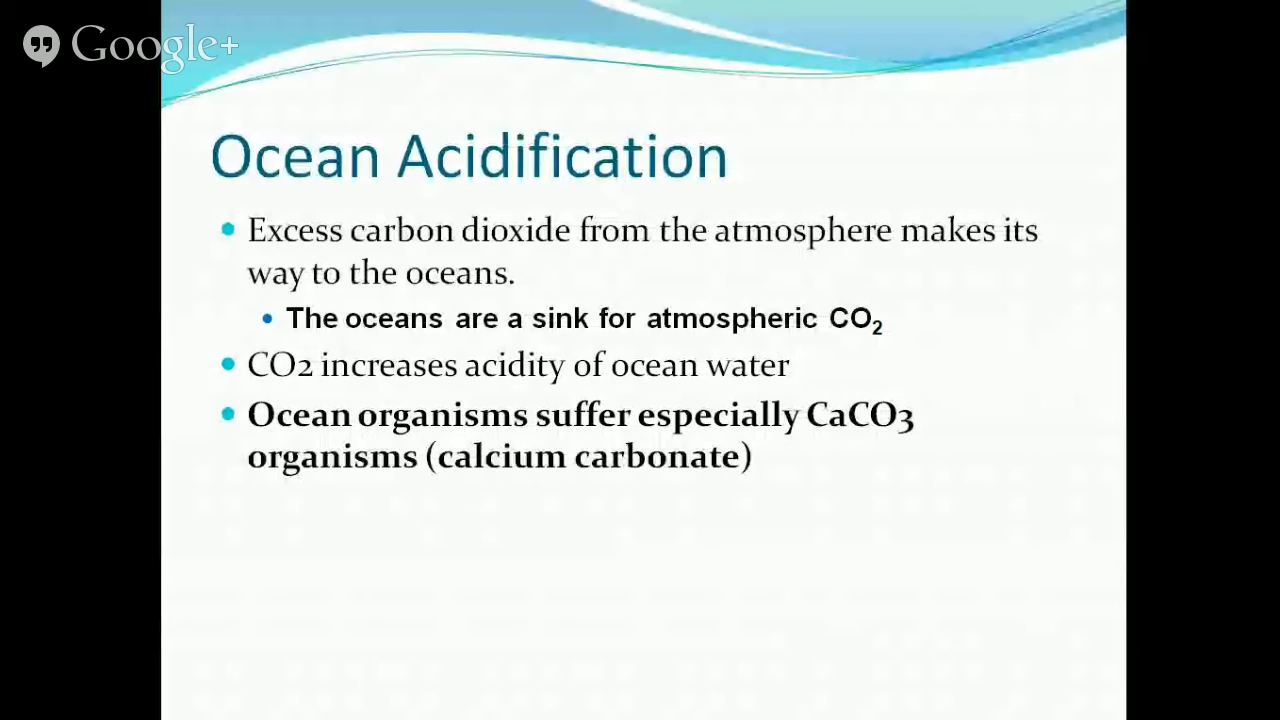 Google+
Ocean Acidification
• Excess carbon dioxide from the atmosphere makes its
way to the oceans.
• The oceans are a sink for atmospheric CO₂
• CO2 increases acidity of ocean water
• Ocean organisms suffer especially CaCO3
organisms (calcium carbonate)